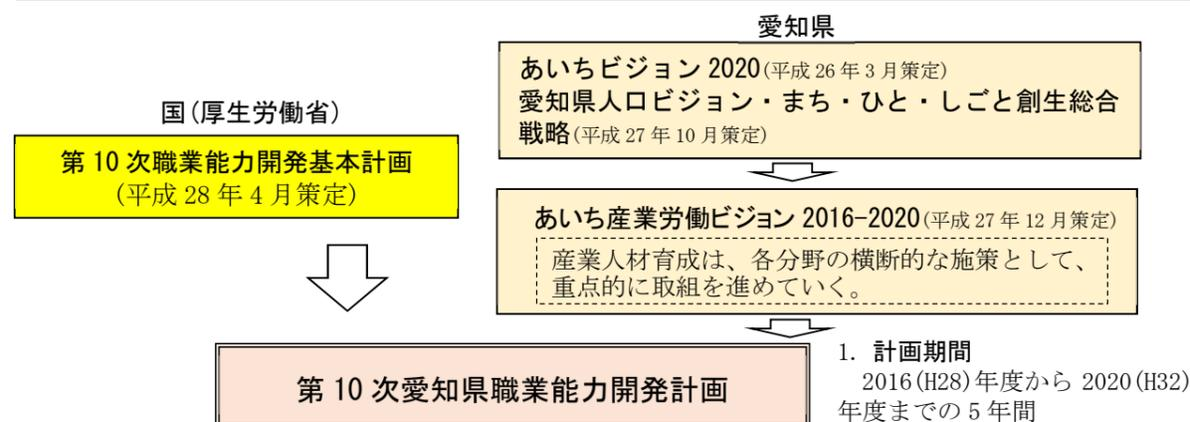 愛知県
あいちビジョン 2020(平成 26 年 3 月策定)
愛知県人口ビジョン・まち・ひと・しごと創生総合
戦略(平成 27 年 10 月策定)
国(厚生労働省)
第 10 次職業能力開発基本計画
(平成 28 年 4 月策定)
あいち産業労働ビジョン 2016-2020(平成 27 年 12 月策定)
産業人材育成は、各分野の横断的な施策として、
重点的に取組を進めていく。
第 10 次愛知県職業能力開発計画
1. 計画期間
2016(H28)年度から 2020(H32)
年度までの 5 年間